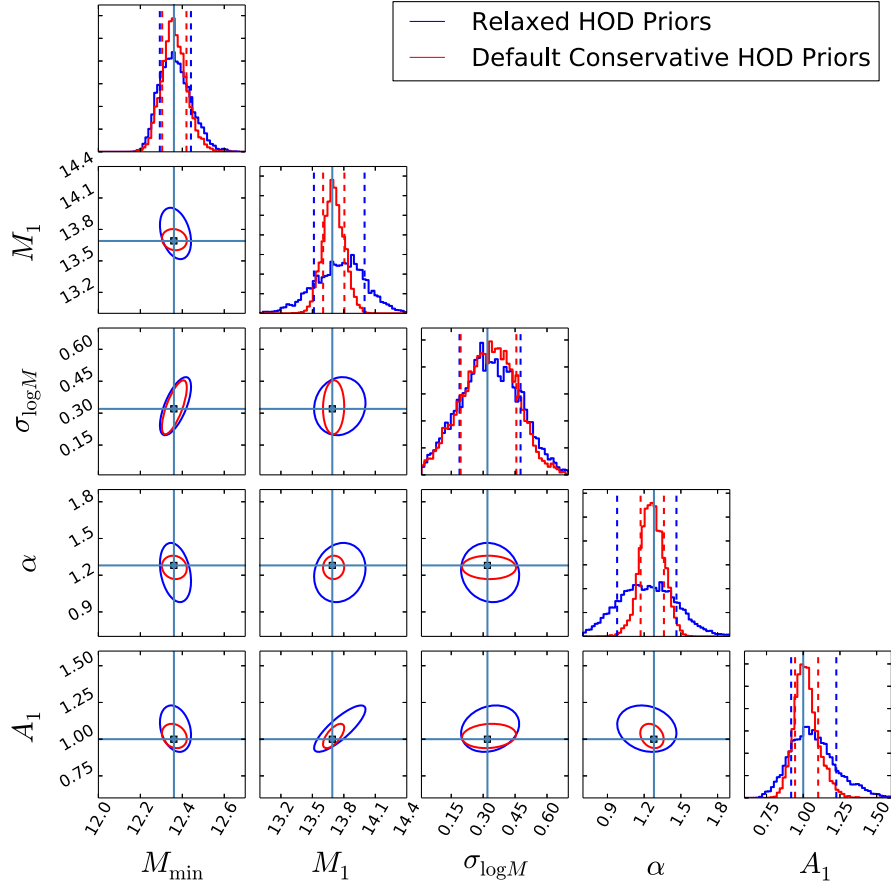 Relaxed HOD Priors
Default Conservative HOD Priors
14.4
14.1
13.8
13.5
13.2
M₁
0.60
0.45
0.30
0.15
σ_logM
1.8
1.5
1.2
0.9
α
1.50
1.25
1.00
0.75
A₁
12.0 12.2 12.4 12.6 13.2 13.5 13.8 14.1 14.4 0.15 0.30 0.45 0.60 0.9 1.2 1.5 1.8 0.75 1.00 1.25 1.50
M_min M₁ σ_logM α A₁